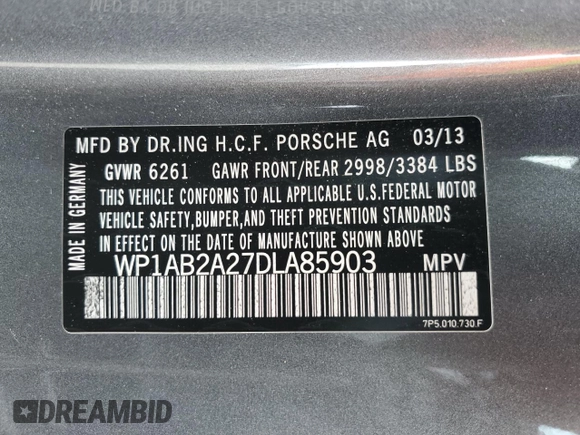 MFD BY DR.ING H.C.F. PORSCHE AG 03/13
GVWR 6261 GAWR FRONT/REAR 2998/3384 LBS
THIS VEHICLE CONFORMS TO ALL APPLICABLE U.S.FEDERAL MOTOR
VEHICLE SAFETY,BUMPER,AND THEFT PREVENTION STANDARDS
IN EFFECT ON THE DATE OF MANUFACTURE SHOWN ABOVE
WP1AB2A27DLA85903 MPV
7P5.010.730.F
MADE IN GERMANY
DREAMBID